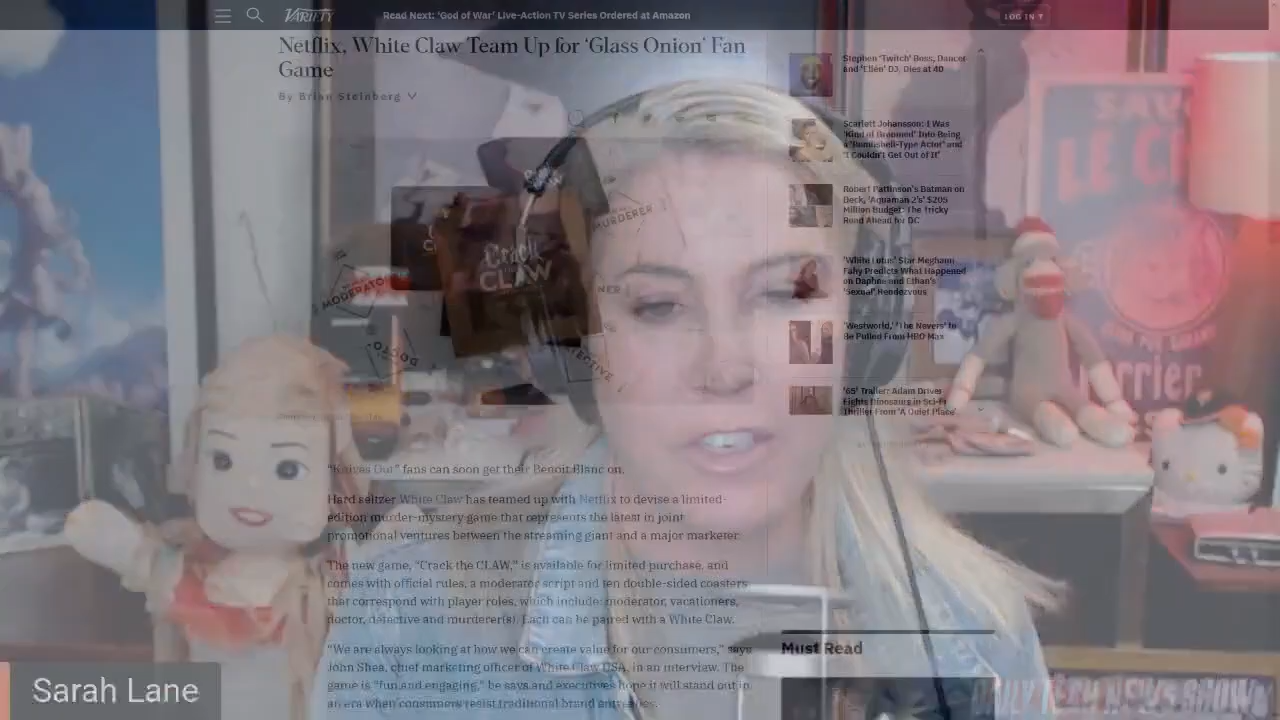 VARIETY
Read Next: 'God of War' Live-Action TV Series Ordered at Amazon
LOG IN
Netflix, White Claw Team Up for 'Glass Onion' Fan
Game
By Brian Steinberg
MODERATOR
DOCTOR
Crack
CLAW
MURDERER
Stephen 'Twitch' Boss, Dancer
and 'Ellen' DJ, Dies at 40
Scarlett Johansson: I Was
'Kind of Groomed' Into Being
a 'Bombshell-Type Actor' and
'I Couldn't Get Out of It'
Robert Pattinson's Batman on
Deck, 'Aquaman 2's' $205
Million Budget: The Tricky
Road Ahead for DC
'White Lotus' Star Meghann
Fahy Predicts What Happened
on Daphne and Ethan's
'Sexual' Rendezvous
'Westworld,' 'The Nevers' to
Be Pulled From HBO Max
'65' Trailer: Adam Driver
Fights Dinosaurs in Sci-Fi
Thriller From 'A Quiet Place'
"Knives Out" fans can soon get their Benoit Blanc on.
Hard seltzer White Claw has teamed up with Netflix to devise a limited-
edition murder-mystery game that represents the latest in joint
promotional ventures between the streaming giant and a major marketer.
The new game, "Crack the CLAW," is available for limited purchase, and
comes with official rules, a moderator script and ten double-sided coasters
that correspond with player roles, which include: moderator, vacationers,
doctor, detective and murderer(s). Each can be paired with a White Claw.
"We are always looking at how we can create value for our consumers," says
John Shea, chief marketing officer of White Claw USA, in an interview. The
game is "fun and engaging," he says and executives hope it will stand out in
an era when consumers resist traditional brand entreaties.
Must Read
Sarah Lane
DAILY TECH NEWS SHOW